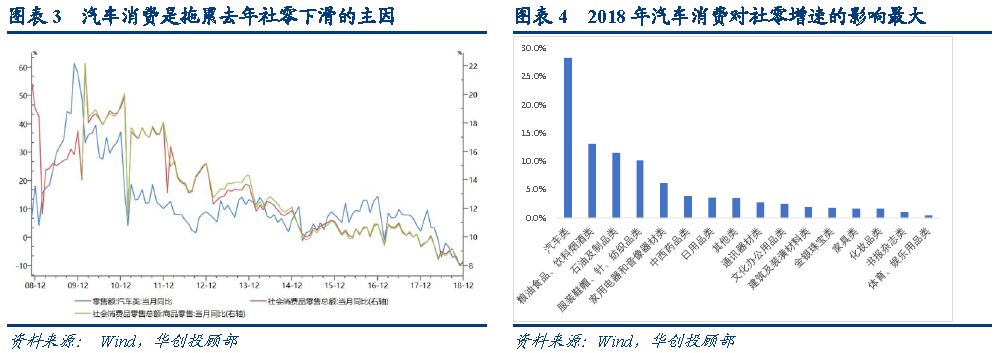 图表 3 汽车消费是拖累去年社零下滑的主因
%
%
60
50
40
30
20
10
0
-10
22
20
18
16
14
12
10
8
08-12
09-12
10-12
11-12
12-12
13-12
14-12
15-12
16-12
17-12
18-12
零售额:汽车类:当月同比
社会消费品零售总额:当月同比(右轴)
社会消费品零售总额:商品零售:当月同比(右轴)
资料来源: Wind,华创投顾部
图表 4 2018 年汽车消费对社零增速的影响最大
30.0%
25.0%
20.0%
15.0%
10.0%
5.0%
0.0%
汽车类
粮油食品、饮料烟酒类
石油及制品类
服装鞋帽、针、纺织品类
家用电器和音像器材类
中西药品类
日用品类
其他类
通讯器材类
文化办公用品类
建筑及装潢材料类
金银珠宝类
家具类
化妆品类
书报杂志类
体育、娱乐用品类
资料来源: Wind,华创投顾部